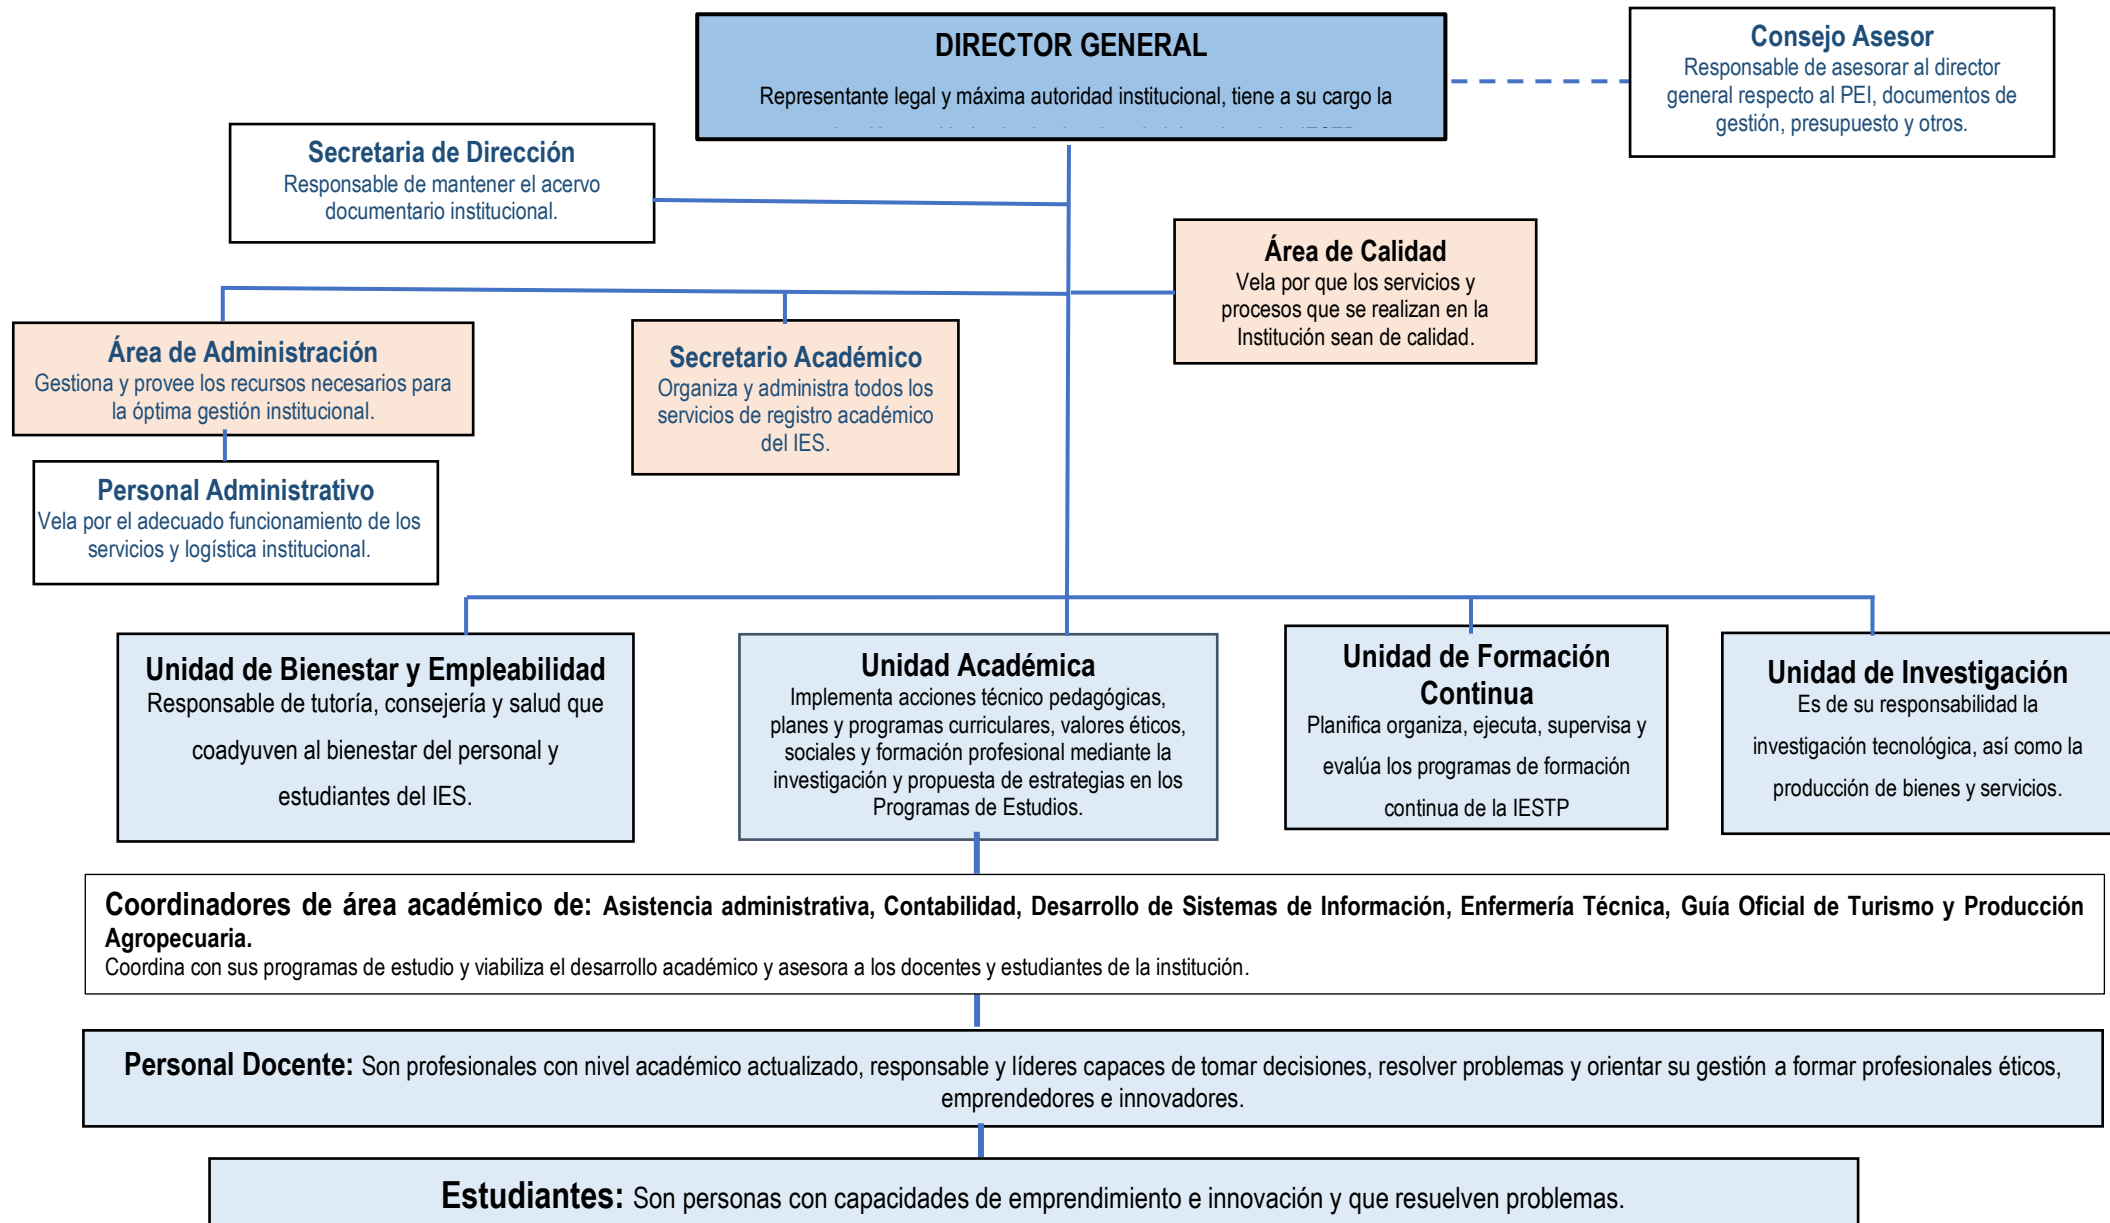 DIRECTOR GENERAL
Representante legal y máxima autoridad institucional, tiene a su cargo la
Consejo Asesor
Responsable de asesorar al director
general respecto al PEI, documentos de
gestión, presupuesto y otros.
Secretaria de Dirección
Responsable de mantener el acervo
documentario institucional.
Área de Calidad
Vela por que los servicios y
procesos que se realizan en la
Institución sean de calidad.
Área de Administración
Gestiona y provee los recursos necesarios para
la óptima gestión institucional.
Secretario Académico
Organiza y administra todos los
servicios de registro académico
del IES.
Personal Administrativo
Vela por el adecuado funcionamiento de los
servicios y logística institucional.
Unidad de Bienestar y Empleabilidad
Responsable de tutoría, consejería y salud que
coadyuven al bienestar del personal y
estudiantes del IES.
Unidad Académica
Implementa acciones técnico pedagógicas,
planes y programas curriculares, valores éticos,
sociales y formación profesional mediante la
investigación y propuesta de estrategias en los
Programas de Estudios.
Unidad de Formación
Continua
Planifica organiza, ejecuta, supervisa y
evalúa los programas de formación
continua de la IESTP
Unidad de Investigación
Es de su responsabilidad la
investigación tecnológica, así como la
producción de bienes y servicios.
Coordinadores de área académico de: Asistencia administrativa, Contabilidad, Desarrollo de Sistemas de Información, Enfermería Técnica, Guía Oficial de Turismo y Producción
Agropecuaria.
Coordina con sus programas de estudio y viabiliza el desarrollo académico y asesora a los docentes y estudiantes de la institución.
Personal Docente: Son profesionales con nivel académico actualizado, responsable y líderes capaces de tomar decisiones, resolver problemas y orientar su gestión a formar profesionales éticos,
emprendedores e innovadores.
Estudiantes: Son personas con capacidades de emprendimiento e innovación y que resuelven problemas.